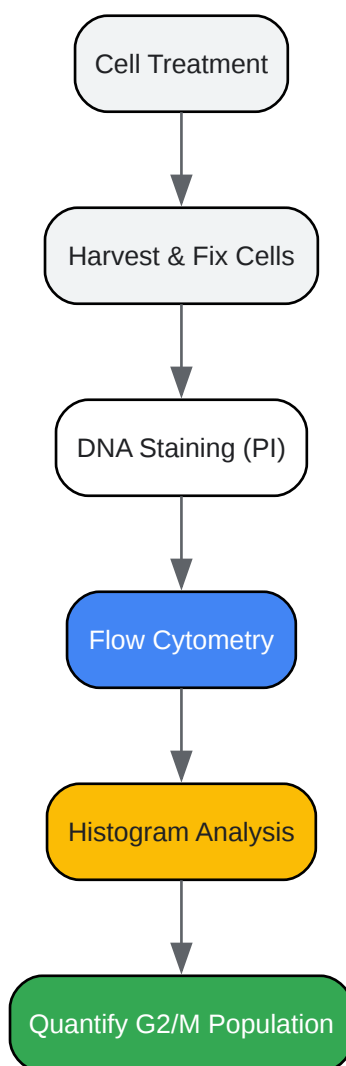 Cell Treatment
Harvest & Fix Cells
DNA Staining (PI)
Flow Cytometry
Histogram Analysis
Quantify G2/M Population